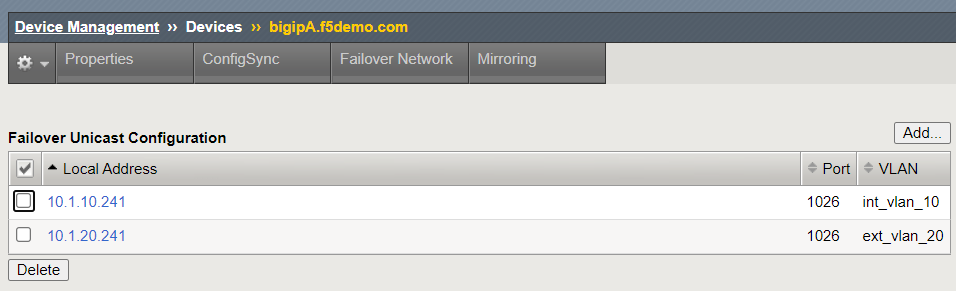 Device Management ›› Devices ›› bigipA.f5demo.com
Properties ConfigSync Failover Network Mirroring
Failover Unicast Configuration Add...
Local Address Port VLAN
10.1.10.241 1026 int_vlan_10
10.1.20.241 1026 ext_vlan_20
Delete